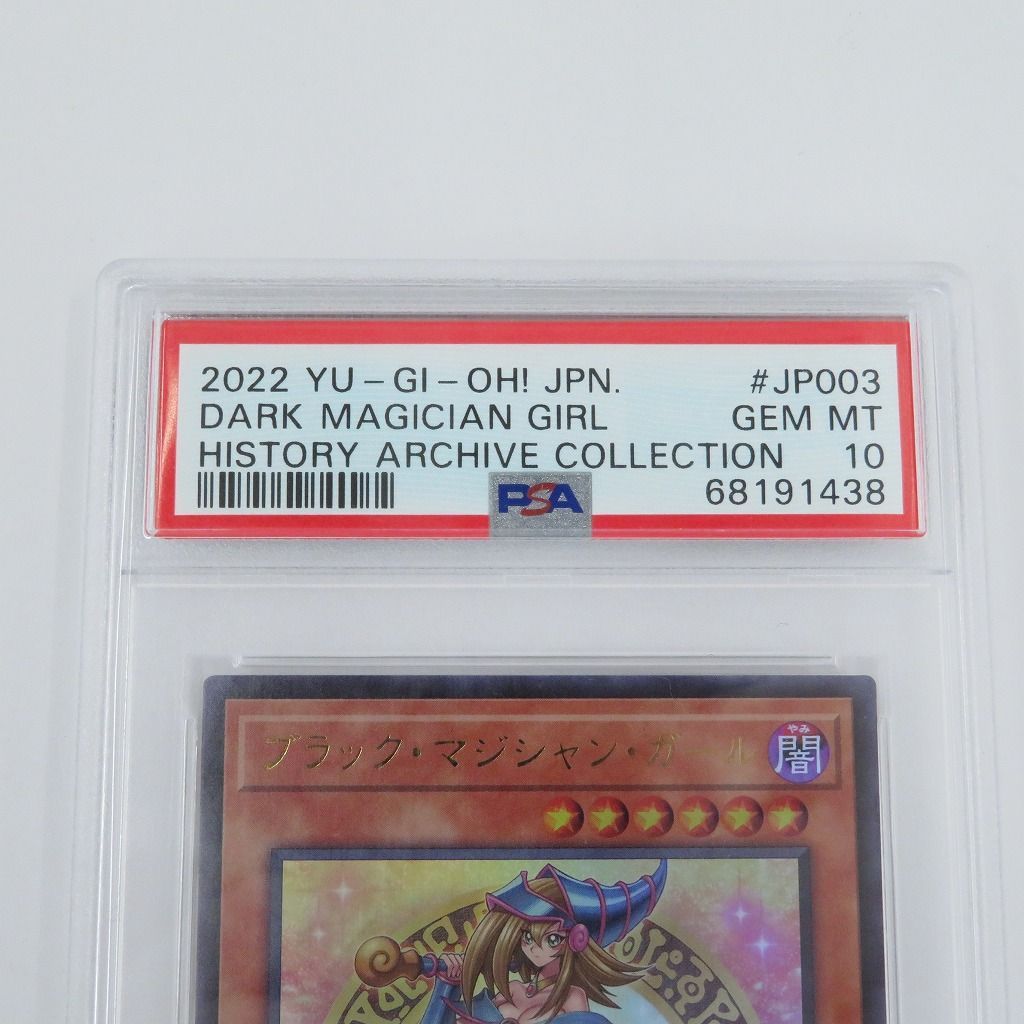 2022 YU-GI-OH! JPN. #JP003
DARK MAGICIAN GIRL GEM MT
HISTORY ARCHIVE COLLECTION 10
PSA 68191438
ブラック・マジシャン・ガール
やみ
闇